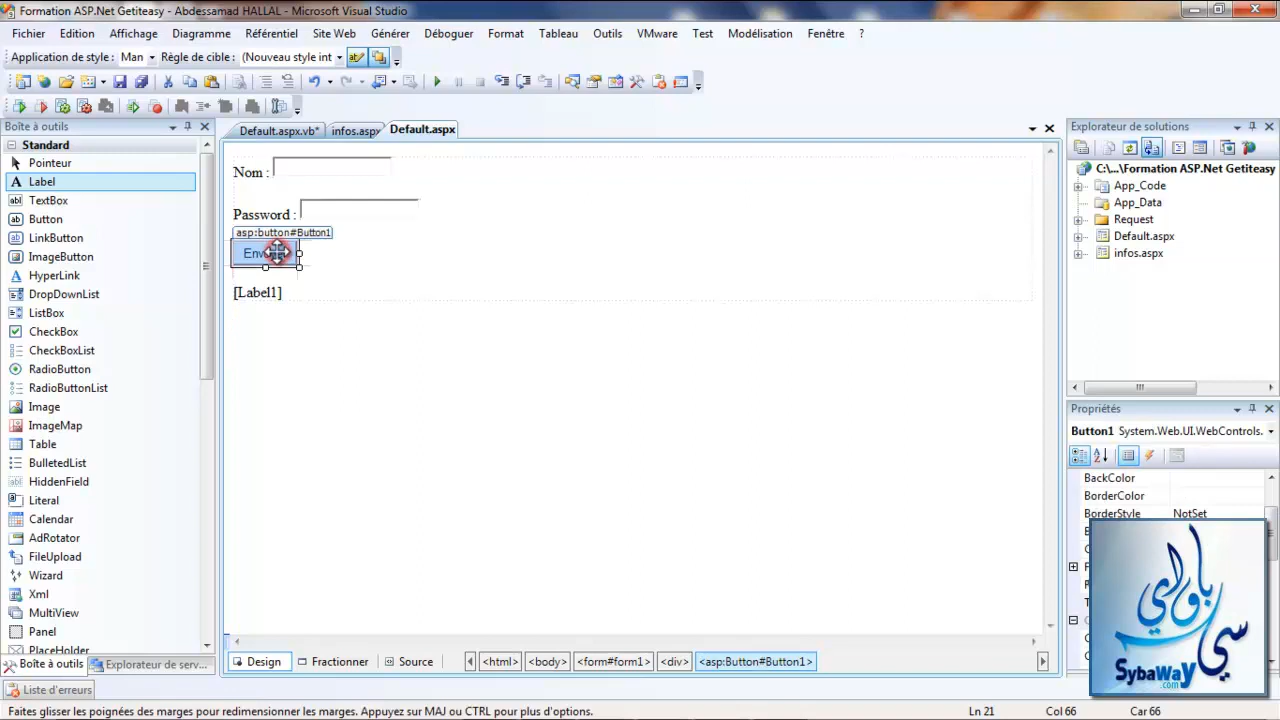 Formation ASP.Net Getiteasy - Abdessamad HALLAL - Microsoft Visual Studio
Fichier Edition Affichage Diagramme Référentiel Site Web Générer Déboguer Format Tableau Outils VMware Test Modélisation Fenêtre ?
Application de style : Man Règle de cible : (Nouveau style int
Boîte à outils
Standard
Pointeur
Label
TextBox
Button
LinkButton
ImageButton
HyperLink
DropDownList
ListBox
CheckBox
CheckBoxList
RadioButton
RadioButtonList
Image
ImageMap
Table
BulletedList
HiddenField
Literal
Calendar
AdRotator
FileUpload
Wizard
Xml
MultiView
Panel
PlaceHolder
Boîte à outils Explorateur de serv...
Liste d'erreurs
Default.aspx.vb* infos.aspx Default.aspx
Nom :
Password :
asp:button#Button1
[Label1]
Design Fractionner Source <html> <body> <form#form1> <div> <asp:Button#Button1>
Explorateur de solutions
C:\...\Formation ASP.Net Getiteasy
App_Code
App_Data
Request
Default.aspx
infos.aspx
Propriétés
Button1 System.Web.UI.WebControls.
BackColor
BorderColor
BorderStyle NotSet
سي باواي
SybaWay
.com
Faites glisser les poignées des marges pour redimensionner les marges. Appuyez sur MAJ ou CTRL pour plus d'options. Ln 21 Col 66 Car 66